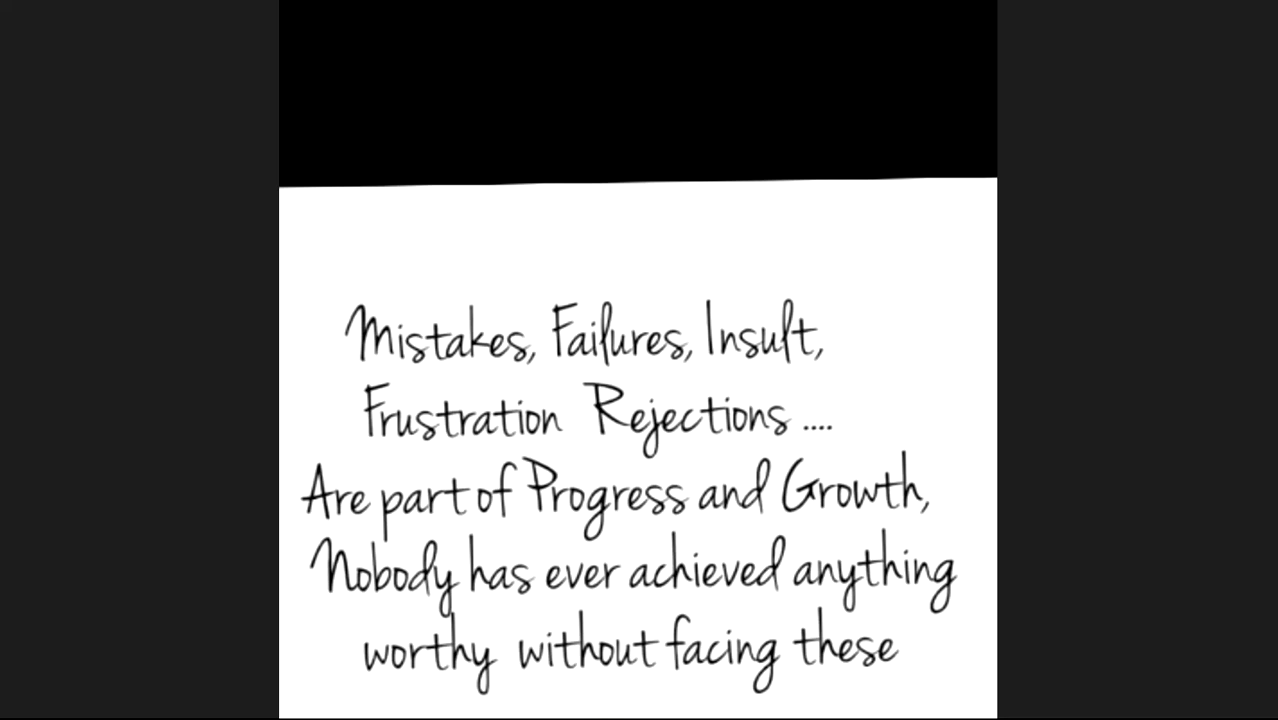 Mistakes, Failures, Insult,
Frustration Rejections ....
Are part of Progress and Growth,
Nobody has ever achieved anything
worthy without facing these